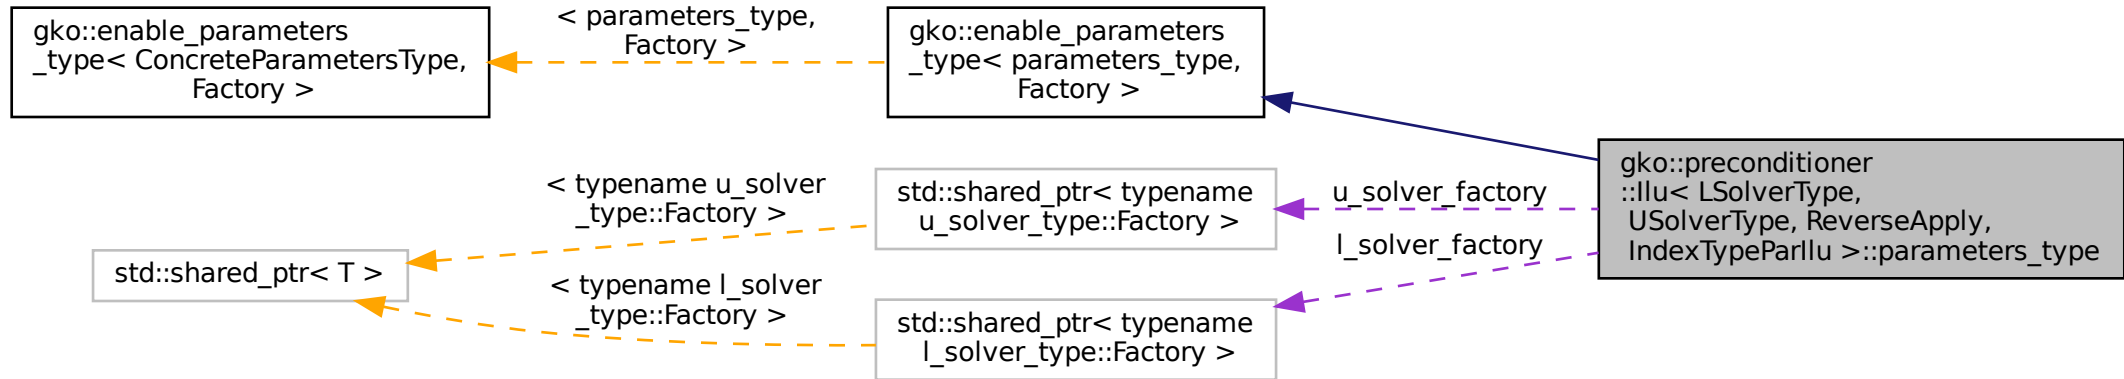 gko::enable_parameters
_type< ConcreteParametersType,
Factory >
< parameters_type,
Factory >
gko::enable_parameters
_type< parameters_type,
Factory >
gko::preconditioner
::Ilu< LSolverType,
USolverType, ReverseApply,
IndexTypeParIlu >::parameters_type
u_solver_factory
l_solver_factory
std::shared_ptr< typename
u_solver_type::Factory >
< typename u_solver
_type::Factory >
std::shared_ptr< T >
< typename l_solver
_type::Factory >
std::shared_ptr< typename
l_solver_type::Factory >